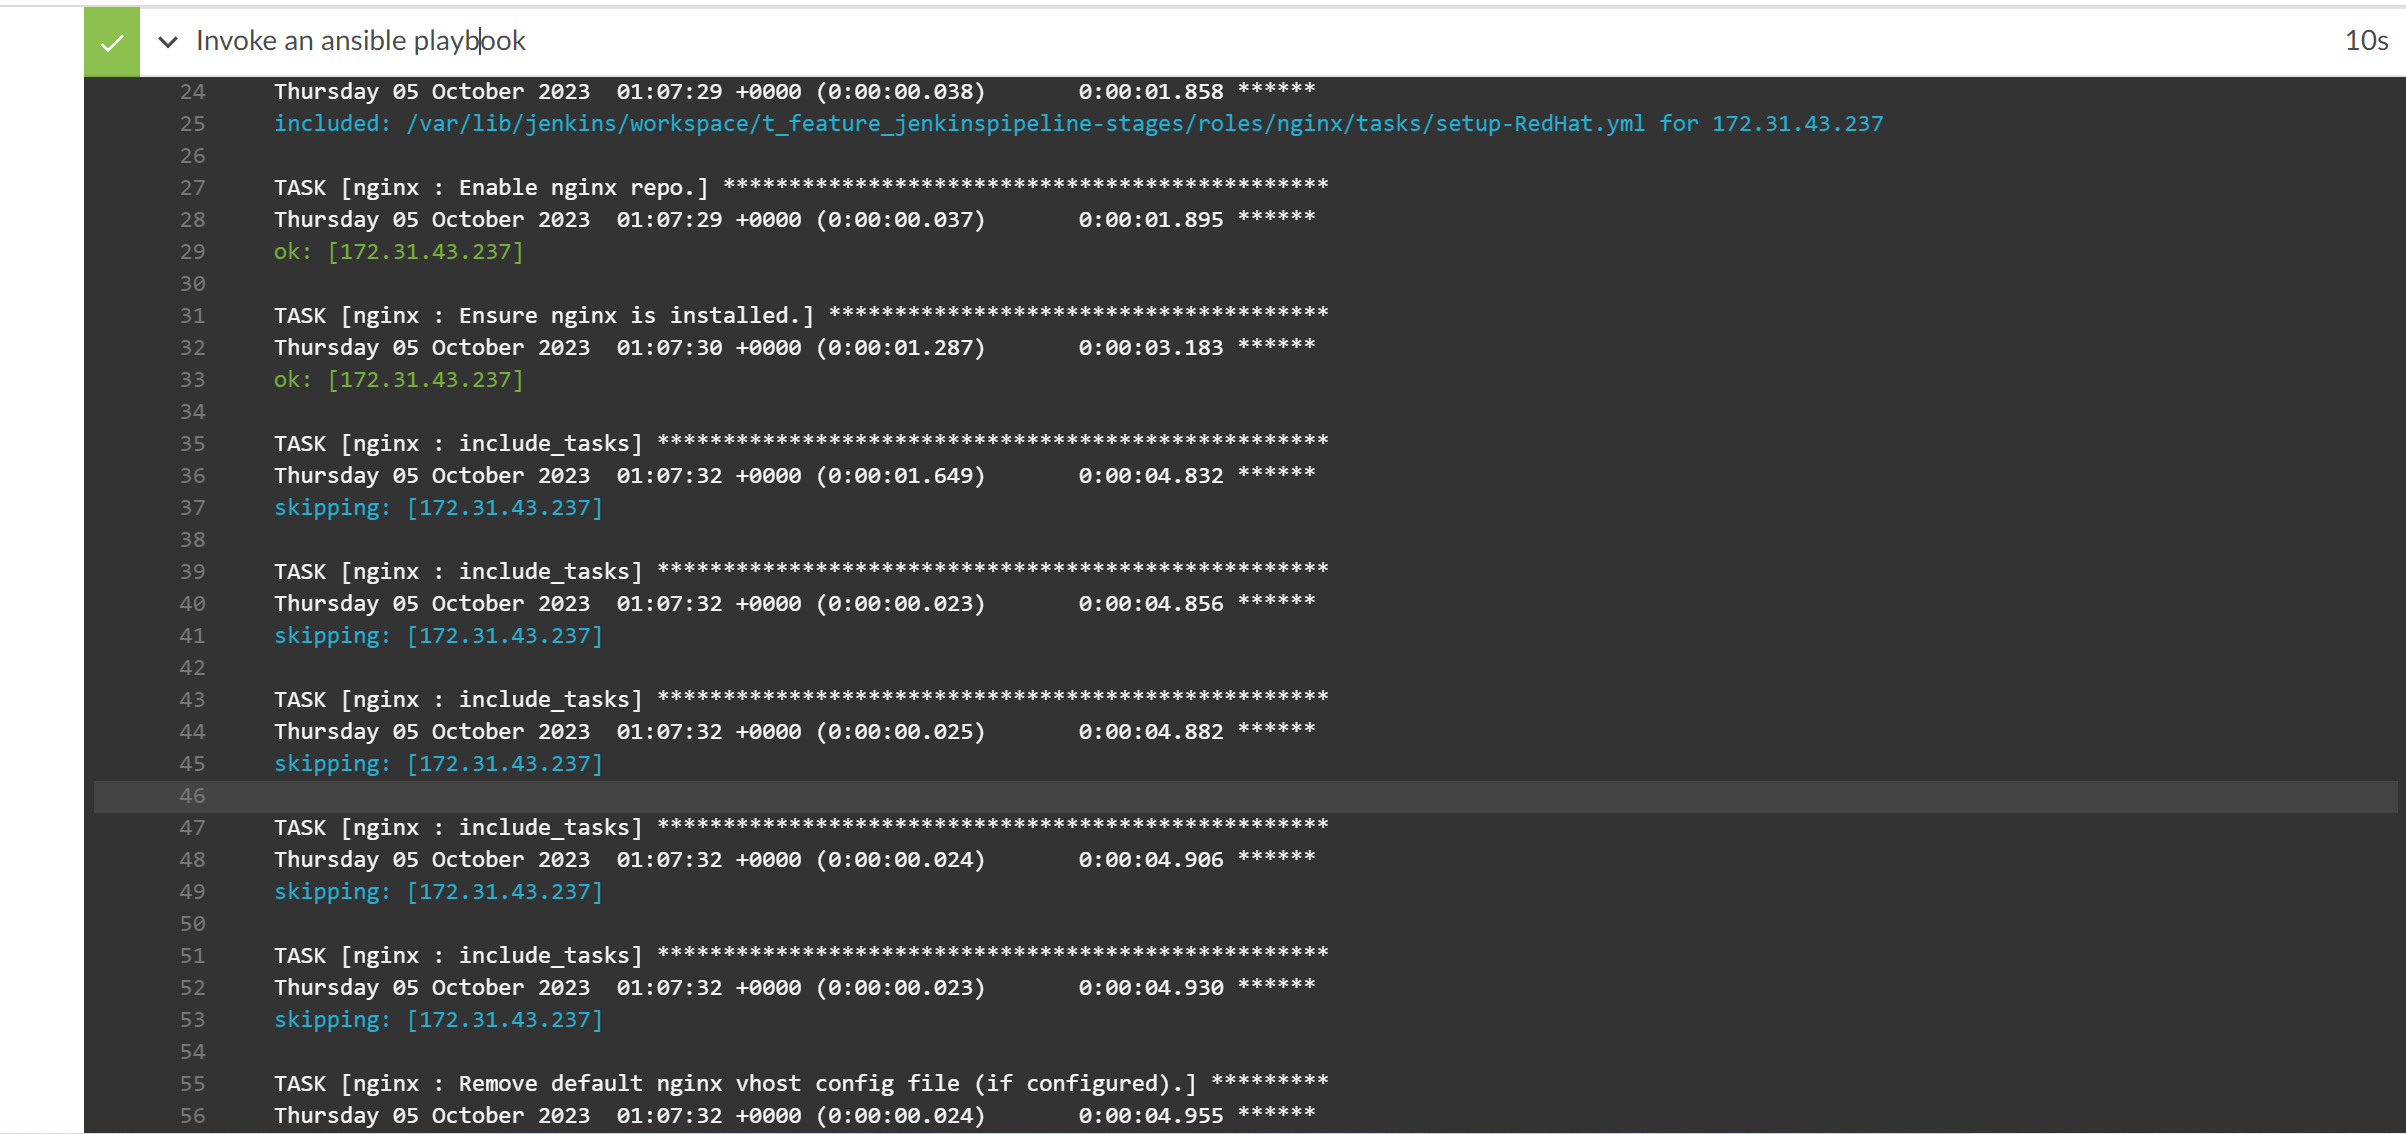 Invoke an ansible playbook 10s
24 Thursday 05 October 2023  01:07:29 +0000 (0:00:00.038)       0:00:01.858 ******
25 included: /var/lib/jenkins/workspace/t_feature_jenkinspipeline-stages/roles/nginx/tasks/setup-RedHat.yml for 172.31.43.237
26
27 TASK [nginx : Enable nginx repo.] **********************************************
28 Thursday 05 October 2023  01:07:29 +0000 (0:00:00.037)       0:00:01.895 ******
29 ok: [172.31.43.237]
30
31 TASK [nginx : Ensure nginx is installed.] **************************************
32 Thursday 05 October 2023  01:07:30 +0000 (0:00:01.287)       0:00:03.183 ******
33 ok: [172.31.43.237]
34
35 TASK [nginx : include_tasks] ***************************************************
36 Thursday 05 October 2023  01:07:32 +0000 (0:00:01.649)       0:00:04.832 ******
37 skipping: [172.31.43.237]
38
39 TASK [nginx : include_tasks] ***************************************************
40 Thursday 05 October 2023  01:07:32 +0000 (0:00:00.023)       0:00:04.856 ******
41 skipping: [172.31.43.237]
42
43 TASK [nginx : include_tasks] ***************************************************
44 Thursday 05 October 2023  01:07:32 +0000 (0:00:00.025)       0:00:04.882 ******
45 skipping: [172.31.43.237]
46
47 TASK [nginx : include_tasks] ***************************************************
48 Thursday 05 October 2023  01:07:32 +0000 (0:00:00.024)       0:00:04.906 ******
49 skipping: [172.31.43.237]
50
51 TASK [nginx : include_tasks] ***************************************************
52 Thursday 05 October 2023  01:07:32 +0000 (0:00:00.023)       0:00:04.930 ******
53 skipping: [172.31.43.237]
54
55 TASK [nginx : Remove default nginx vhost config file (if configured).] *********
56 Thursday 05 October 2023  01:07:32 +0000 (0:00:00.024)       0:00:04.955 ******